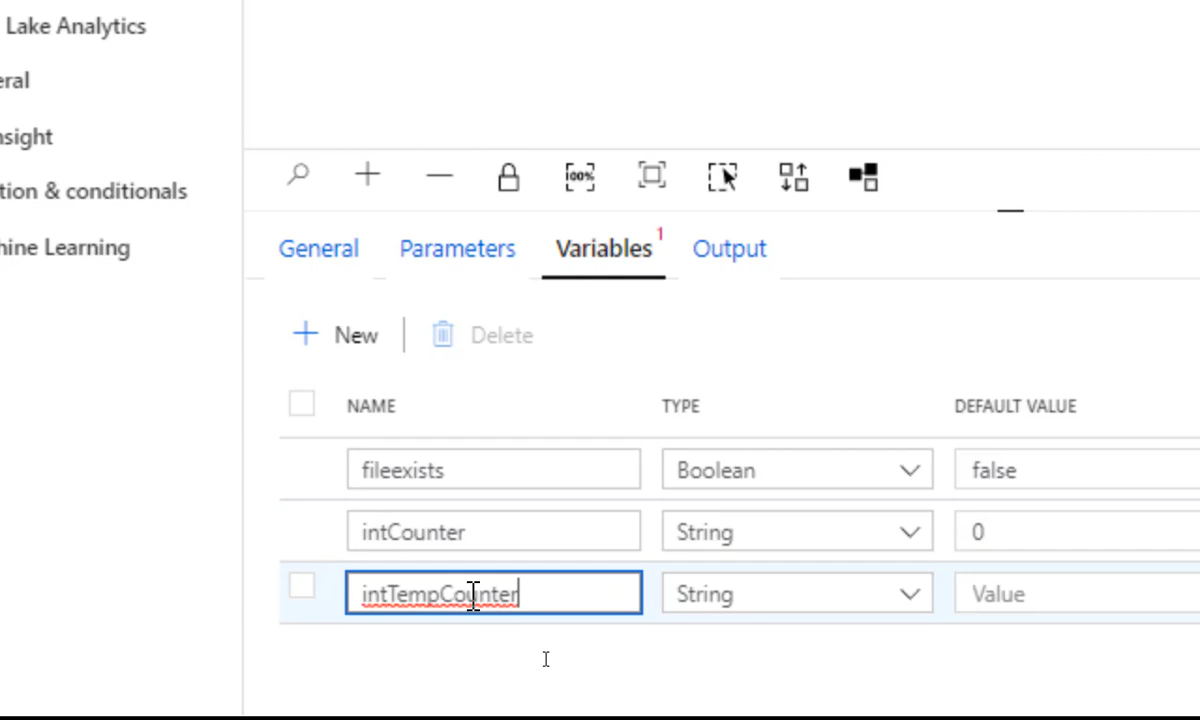 Lake Analytics
eral
nsight
tion & conditionals
hine Learning
100%
General Parameters Variables 1 Output
New Delete
NAME TYPE DEFAULT VALUE
fileexists Boolean false
intCounter String 0
intTempCounter String Value